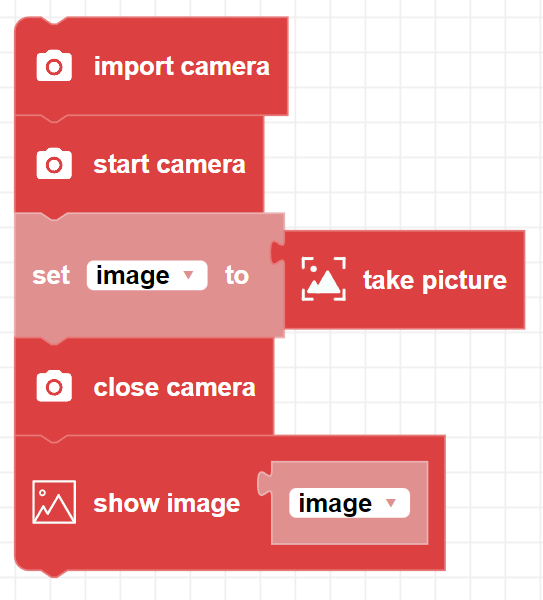 import camera
start camera
set image to take picture
close camera
show image image